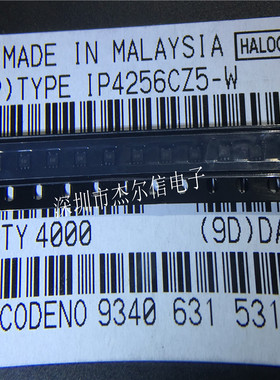 MADE IN MALAYSIA HALOG
P)TYPE IP4256CZ5-W
深圳市杰尔信电子
TY 4000 (9D)DA
CODENO 9340 631 531